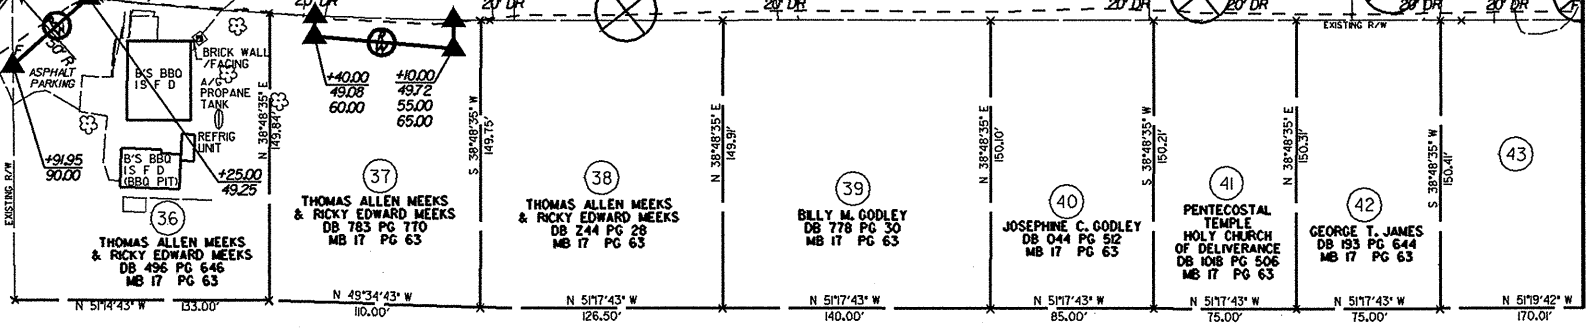 20' DR
20' DR
20' DR
20' DR
20' DR
20' DR
20' DR
EXISTING R/W
50' R
F
F
R
W
R
W
ASPHALT
PARKING
B'S BBQ
IS F D
BRICK WALL
/FACING
A/G
PROPANE
TANK
REFRIG
UNIT
B'S BBQ
IS F D
(BBQ PIT)
+91.95
90.00
+25.00
49.25
+40.00
49.08
60.00
+10.00
49.72
55.00
65.00
EXISTING R/W
N 38°48'35" E
149.84'
S 38°48'35" W
149.75'
N 38°48'35" E
149.91'
N 38°48'35" E
150.10'
S 38°48'35" W
150.21'
N 38°48'35" E
150.31'
S 38°48'35" W
150.41'
36
THOMAS ALLEN MEEKS
& RICKY EDWARD MEEKS
DB 496 PG 646
MB 17 PG 63
37
THOMAS ALLEN MEEKS
& RICKY EDWARD MEEKS
DB 783 PG 770
MB 17 PG 63
38
THOMAS ALLEN MEEKS
& RICKY EDWARD MEEKS
DB Z44 PG 28
MB 17 PG 63
39
BILLY M. GODLEY
DB 778 PG 30
MB 17 PG 63
40
JOSEPHINE C. GODLEY
DB O44 PG 512
MB 17 PG 63
41
PENTECOSTAL
TEMPLE
HOLY CHURCH
OF DELIVERANCE
DB 1018 PG 506
MB 17 PG 63
42
GEORGE T. JAMES
DB 193 PG 644
MB 17 PG 63
43
N 51°14'43" W 133.00'
N 49°34'43" W
110.00'
N 51°17'43" W
126.50'
N 51°17'43" W
140.00'
N 51°17'43" W
85.00'
N 51°17'43" W
75.00'
N 51°17'43" W
75.00'
N 51°19'42" W
170.01'